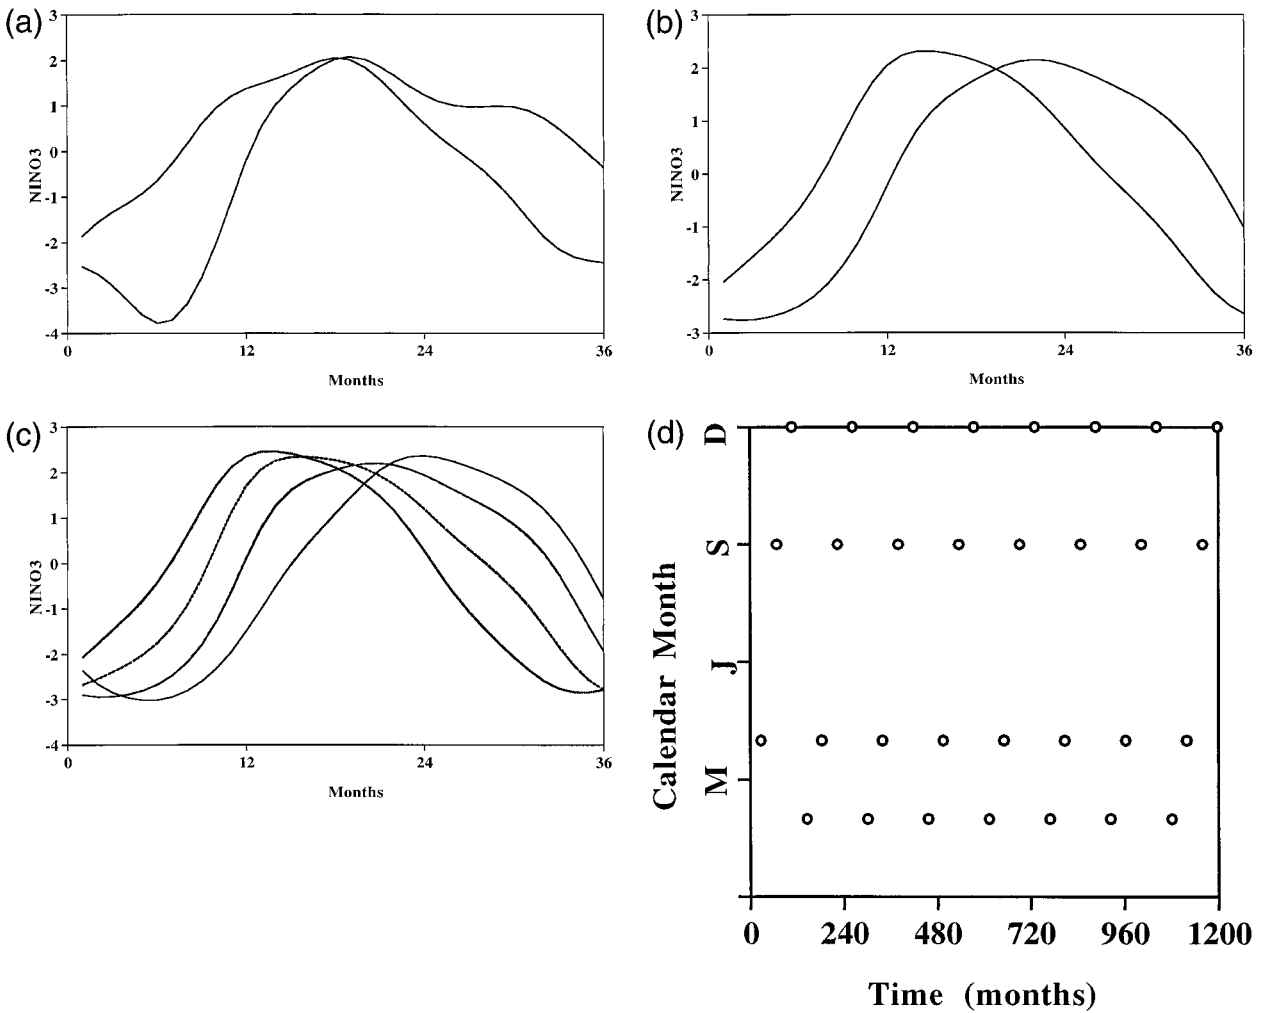 (a)
3
2
1
0
-1
-2
-3
-4
NINO3
0 12 24 36
Months
(b)
3
2
1
0
-1
-2
-3
NINO3
0 12 24 36
Months
(c)
3
2
1
0
-1
-2
-3
-4
NINO3
0 12 24 36
Months
(d)
D
S
J
M
Calendar Month
0 240 480 720 960 1200
Time (months)